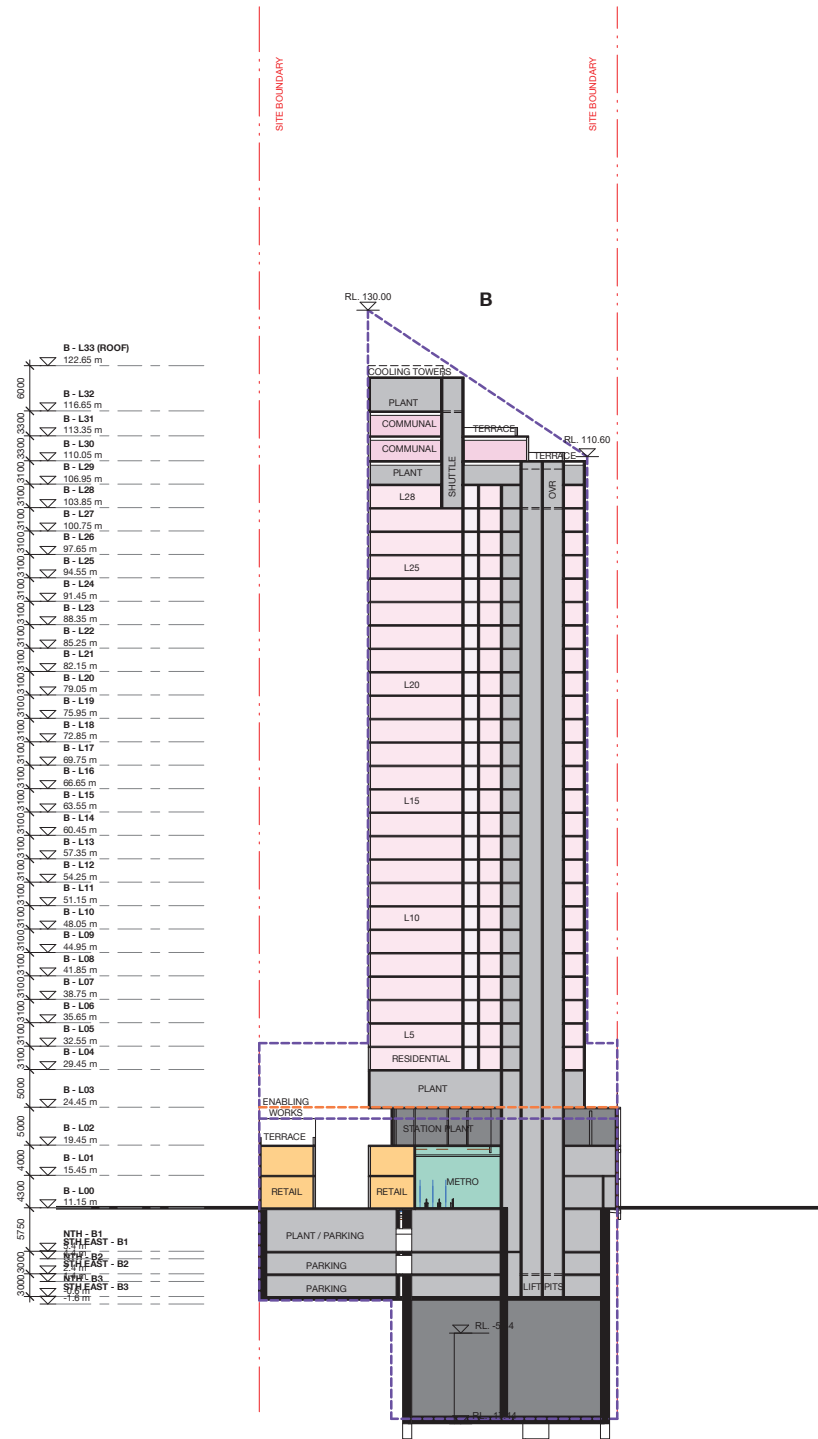 SITE BOUNDARY
SITE BOUNDARY
RL. 130.00
B
B - L33 (ROOF)
122.65 m
COOLING TOWERS
6000
B - L32
116.65 m
PLANT
3300
B - L31
113.35 m
COMMUNAL
TERRACE
3300
B - L30
110.05 m
COMMUNAL
RL. 110.60
TERRACE
3100
B - L29
106.95 m
PLANT
SHUTTLE
OVR
3100
B - L28
103.85 m
L28
3100
B - L27
100.75 m
3100
B - L26
97.65 m
3100
B - L25
94.55 m
L25
3100
B - L24
91.45 m
3100
B - L23
88.35 m
3100
B - L22
85.25 m
3100
B - L21
82.15 m
3100
B - L20
79.05 m
L20
3100
B - L19
75.95 m
3100
B - L18
72.85 m
3100
B - L17
69.75 m
3100
B - L16
66.65 m
3100
B - L15
63.55 m
L15
3100
B - L14
60.45 m
3100
B - L13
57.35 m
3100
B - L12
54.25 m
3100
B - L11
51.15 m
3100
B - L10
48.05 m
L10
3100
B - L09
44.95 m
3100
B - L08
41.85 m
3100
B - L07
38.75 m
3100
B - L06
35.65 m
3100
B - L05
32.55 m
L5
3100
B - L04
29.45 m
RESIDENTIAL
5000
B - L03
24.45 m
PLANT
ENABLING
WORKS
5000
B - L02
19.45 m
TERRACE
STATION PLANT
4000
B - L01
15.45 m
4300
B - L00
11.15 m
RETAIL
RETAIL
METRO
5750
NTH - B1
STH EAST - B1
5.4 m
PLANT / PARKING
3000
NTH - B2
STH EAST - B2
2.4 m
PARKING
3000
NTH - B3
STH EAST - B3
-0.6 m
-1.6 m
PARKING
LIFT PITS